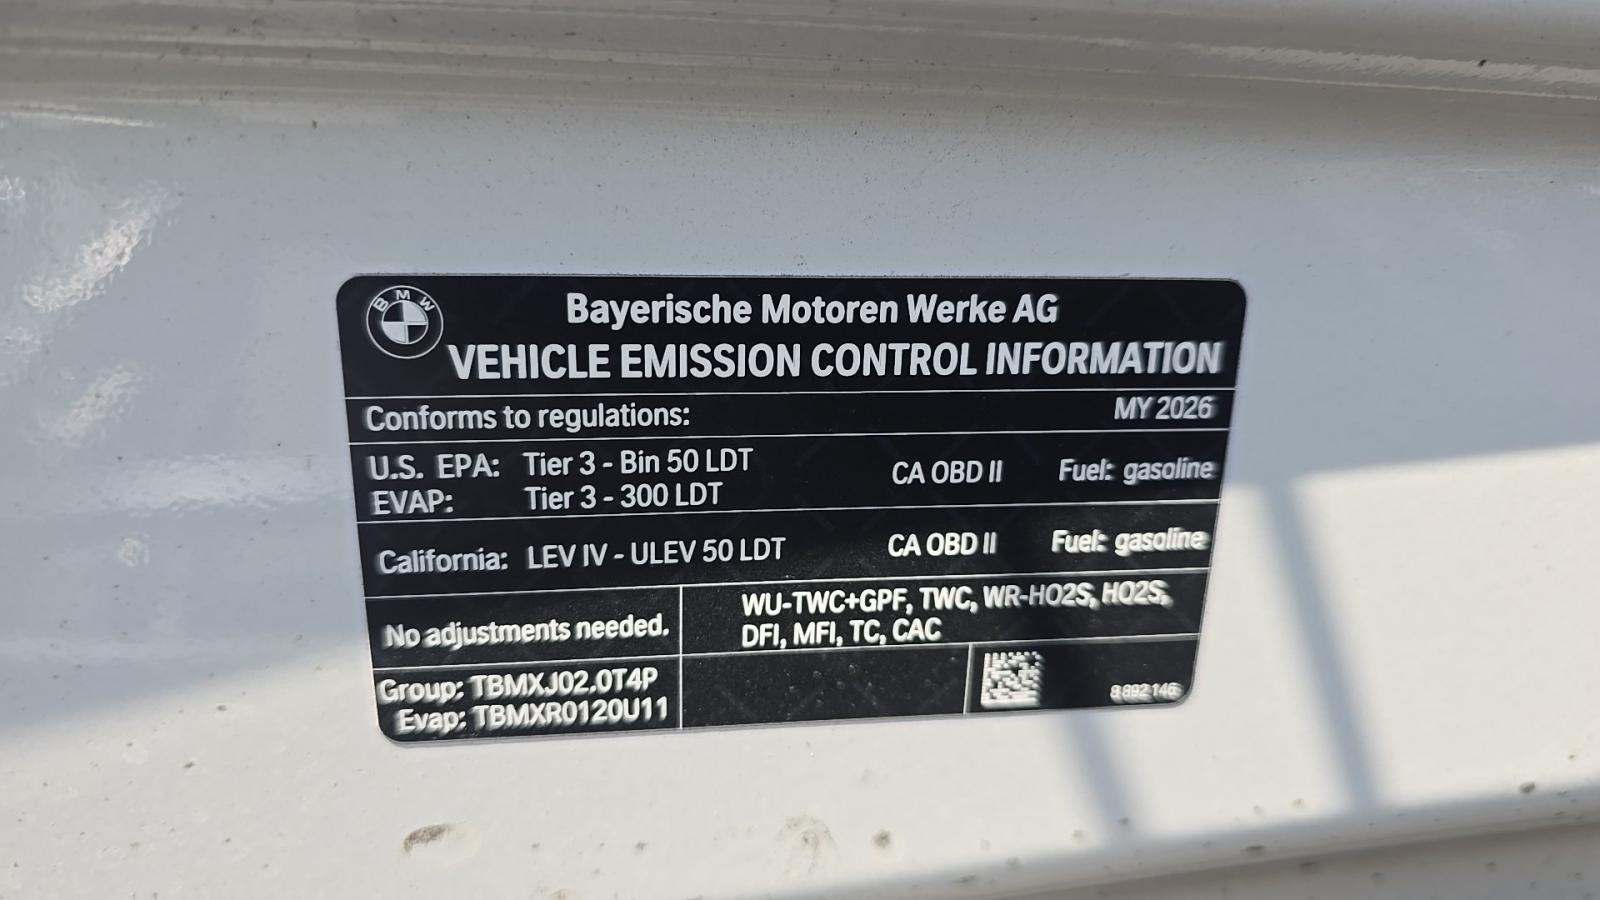 BMW
Bayerische Motoren Werke AG
VEHICLE EMISSION CONTROL INFORMATION
Conforms to regulations: MY 2026
U.S. EPA: Tier 3 - Bin 50 LDT CA OBD II Fuel: gasoline
EVAP: Tier 3 - 300 LDT
California: LEV IV - ULEV 50 LDT CA OBD II Fuel: gasoline
No adjustments needed.
WU-TWC+GPF, TWC, WR-HO2S, HO2S,
DFI, MFI, TC, CAC
Group: TBMXJ02.0T4P
Evap: TBMXR0120U11
8 892 146